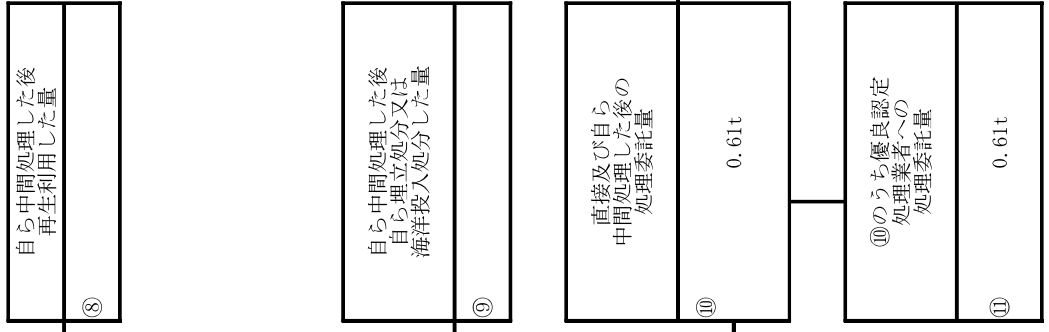 自ら中間処理した後
再生利用した量
⑧
自ら中間処理した後
自ら埋立処分又は
海洋投入処分した量
⑨
直接及び自ら
中間処理した後の
処理委託量
⑩
0.61t
⑩のうち優良認定
処理業者への
処理委託量
⑪
0.61t